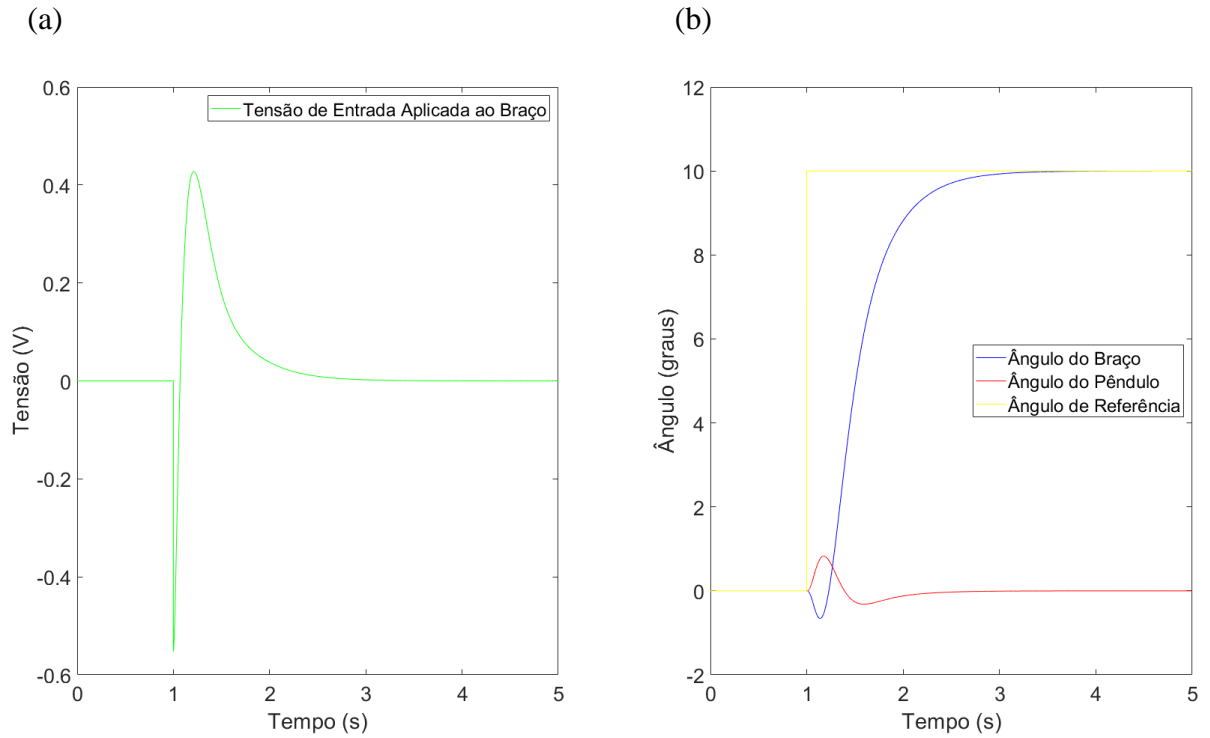 (a)
0.6
0.4
0.2
0
-0.2
-0.4
-0.6
Tensão (V)
Tensão de Entrada Aplicada ao Braço
0 1 2 3 4 5
Tempo (s)
(b)
12
10
8
6
4
2
0
-2
Ângulo (graus)
Ângulo do Braço
Ângulo do Pêndulo
Ângulo de Referência
0 1 2 3 4 5
Tempo (s)